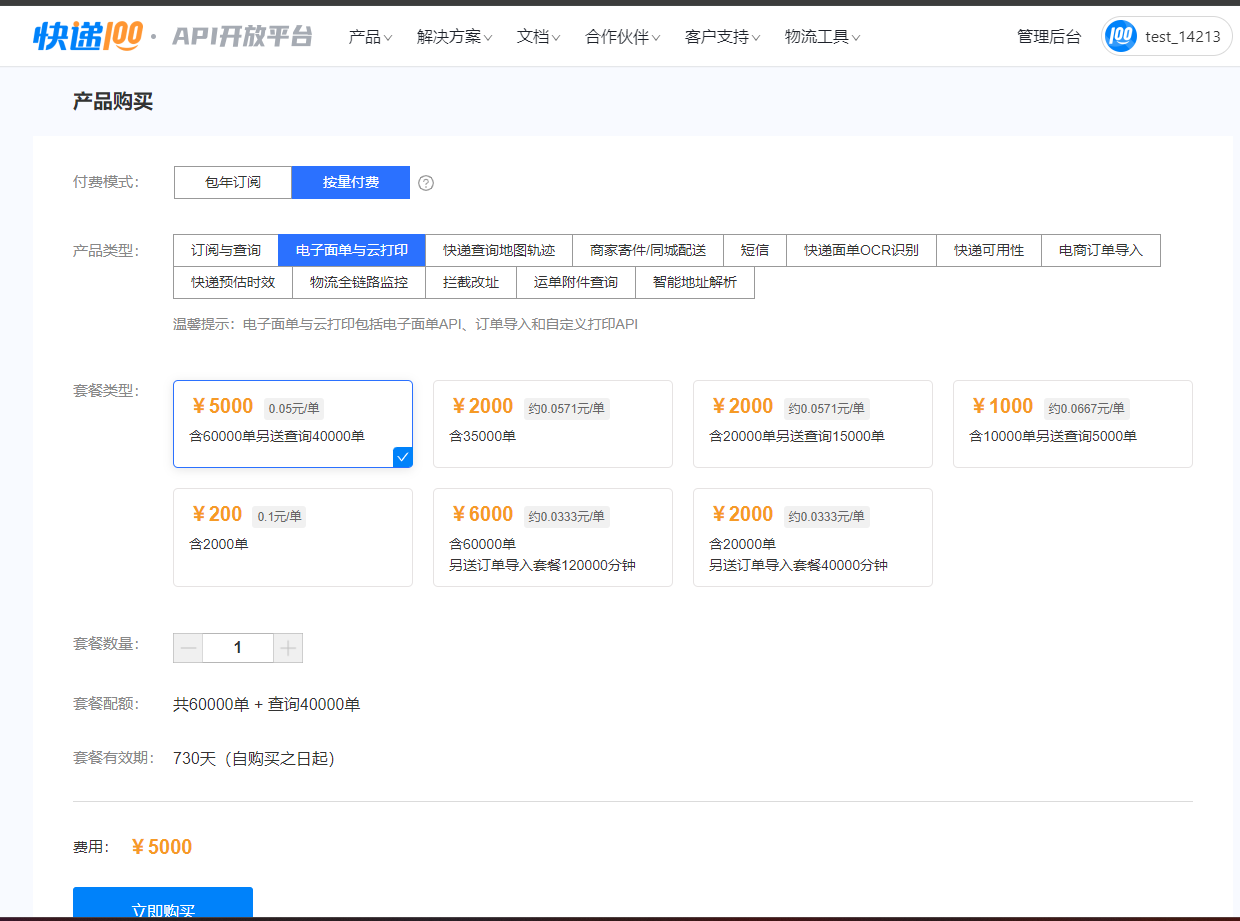 快递100 · API开放平台 产品 解决方案 文档 合作伙伴 客户支持 物流工具 管理后台 100 test_14213
产品购买
付费模式： 包年订阅 按量付费 ?
产品类型： 订阅与查询 电子面单与云打印 快递查询地图轨迹 商家寄件/同城配送 短信 快递面单OCR识别 快递可用性 电商订单导入
快递预估时效 物流全链路监控 拦截改址 运单附件查询 智能地址解析
温馨提示：电子面单与云打印包括电子面单API、订单导入和自定义打印API
套餐类型： ￥5000 0.05元/单 ￥2000 约0.0571元/单 ￥2000 约0.0571元/单 ￥1000 约0.0667元/单
含60000单另送查询40000单 含35000单 含20000单另送查询15000单 含10000单另送查询5000单
￥200 0.1元/单 ￥6000 约0.0333元/单 ￥2000 约0.0333元/单
含2000单 含60000单 含20000单
另送订单导入套餐120000分钟 另送订单导入套餐40000分钟
套餐数量： 1
套餐配额： 共60000单 + 查询40000单
套餐有效期： 730天（自购买之日起）
费用： ￥5000
立即购买